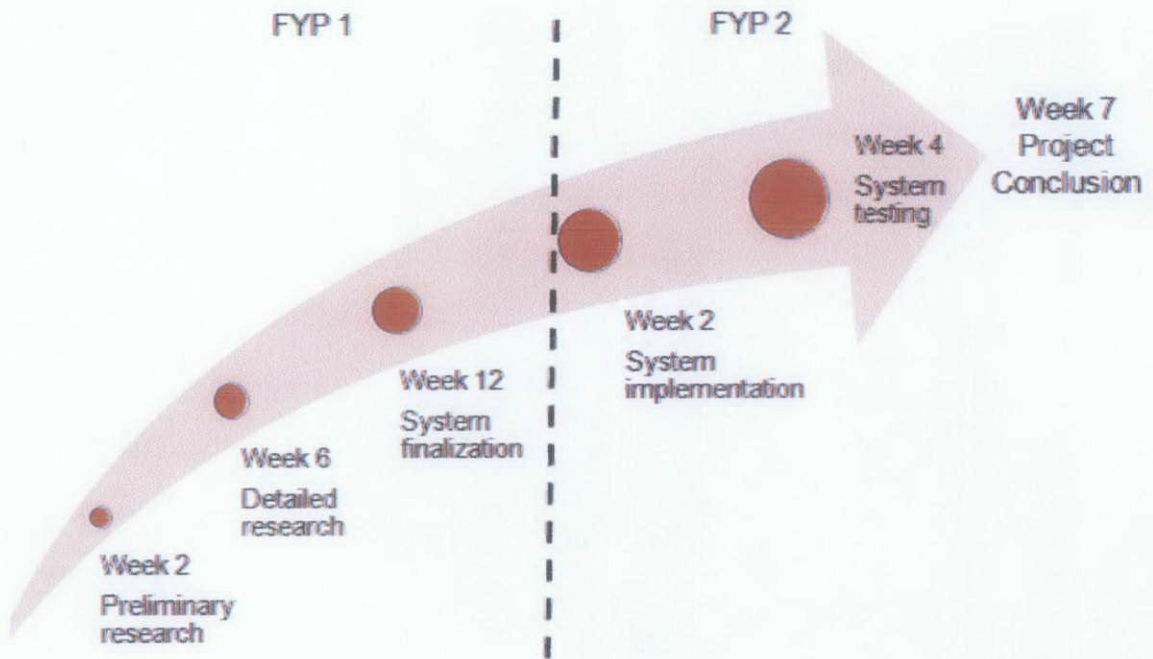 FYP 1
FYP 2
Week 7
Project
Conclusion
Week 4
System
testing
Week 2
System
implementation
Week 12
System
finalization
Week 6
Detailed
research
Week 2
Preliminary
research